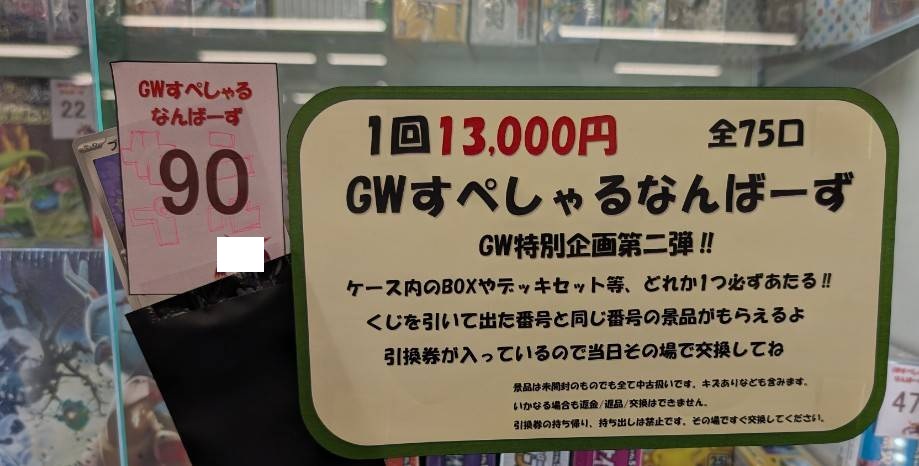 GWすぺしゃる
なんばーず
90
22
1回13,000円
全75口
GWすぺしゃるなんばーず
GW特別企画第二弾!!
ケース内のBOXやデッキセット等、どれか1つ必ずあたる!!
くじを引いて出た番号と同じ番号の景品がもらえるよ
引換券が入っているので当日その場で交換してね
景品は未開封のものでも全て中古扱いです。キズありなども含みます。
いかなる場合も返金/返品/交換はできません。
引換券の持ち帰り、持ち出しは禁止です。その場ですぐ交換してください。
47